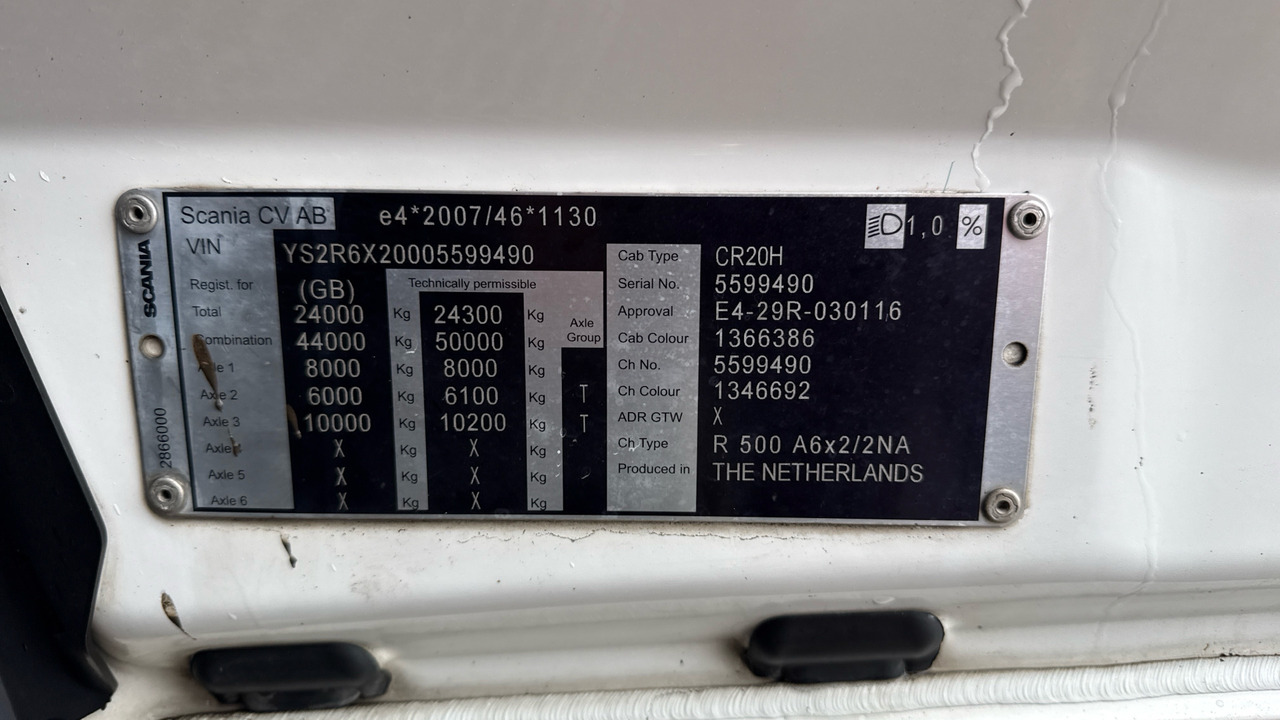 Scania CV AB e4*2007/46*1130 1,0 %
VIN YS2R6X20005599490
Regist. for (GB) Technically permissible
Total 24000 Kg 24300 Kg Axle Group
Combination 44000 Kg 50000 Kg
Axle 1 8000 Kg 8000 Kg
Axle 2 6000 Kg 6100 Kg T
Axle 3 10000 Kg 10200 Kg T
Axle 4 X Kg X Kg
Axle 5 X Kg X Kg
Axle 6 X Kg X Kg
Cab Type CR20H
Serial No. 5599490
Approval E4-29R-030116
Cab Colour 1366386
Ch No. 5599490
Ch Colour 1346692
ADR GTW X
Ch Type R 500 A6x2/2NA
Produced in THE NETHERLANDS
SCANIA
2866000